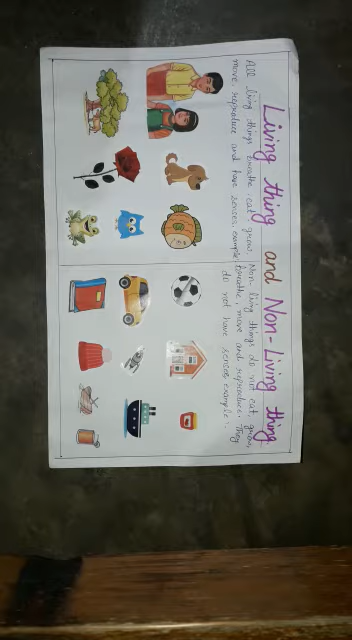 Living thing and Non-Living thing.
All living things breathe, eat, grow,
move, reproduce and have senses. example:
Non living things do not eat, grow,
breathe, move and reproduce. They
do not have senses example:-